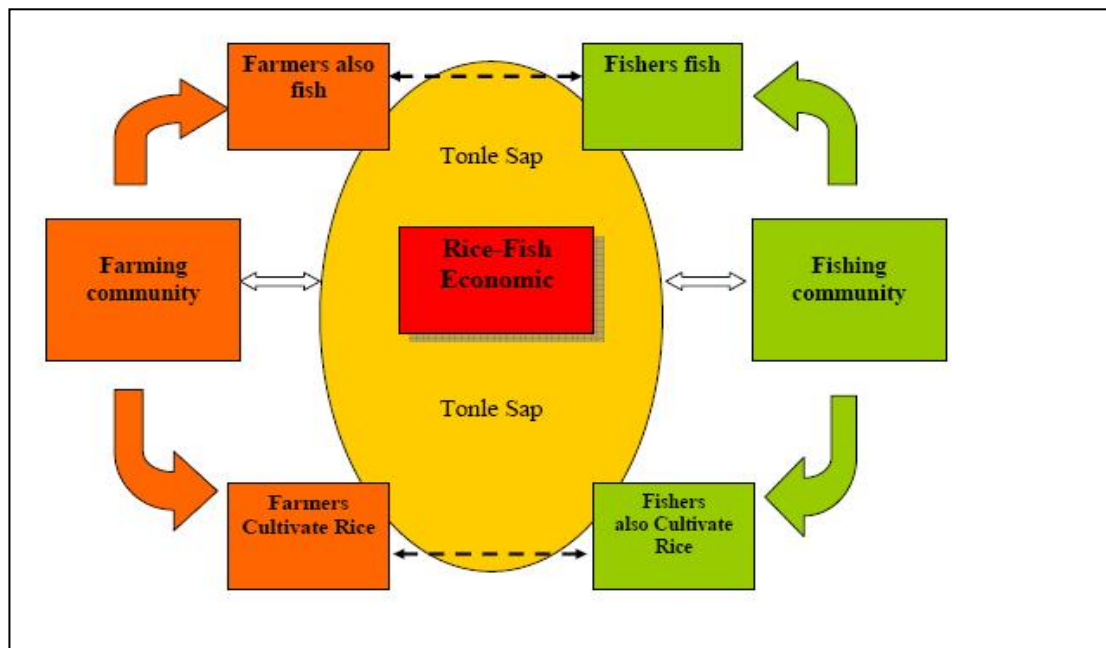 Farmers also
fish
Fishers fish
Tonle Sap
Rice-Fish
Economic
Farming
community
Fishing
community
Tonle Sap
Farmers
Cultivate Rice
Fishers
also Cultivate
Rice